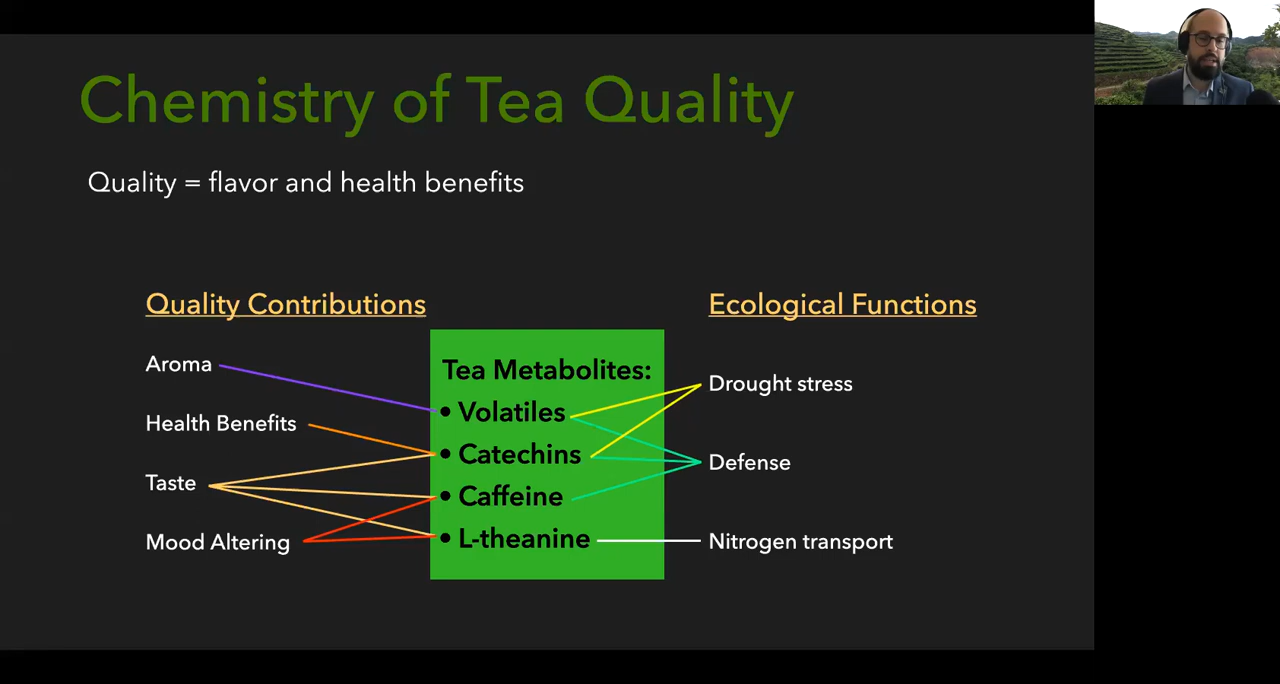 Chemistry of Tea Quality
Quality = flavor and health benefits
Quality Contributions
Aroma
Health Benefits
Taste
Mood Altering
Tea Metabolites:
• Volatiles
• Catechins
• Caffeine
• L-theanine
Ecological Functions
Drought stress
Defense
Nitrogen transport